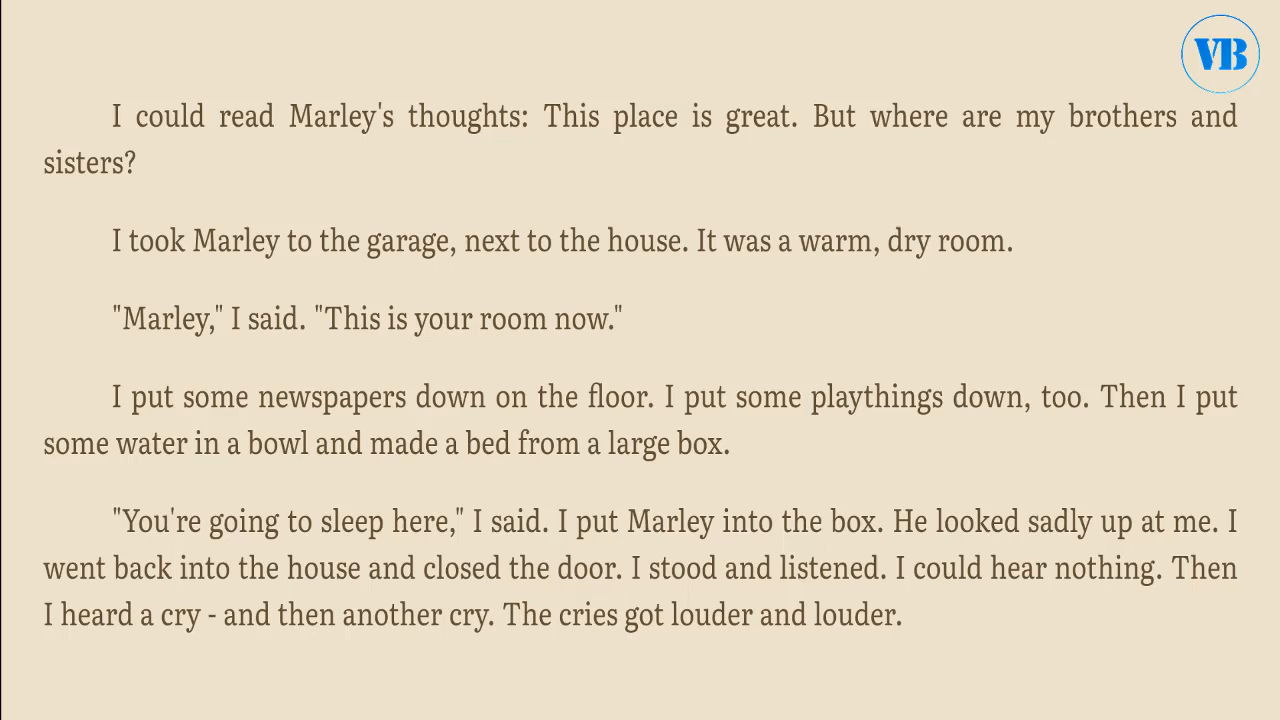 VB
I could read Marley's thoughts: This place is great. But where are my brothers and
sisters?
I took Marley to the garage, next to the house. It was a warm, dry room.
"Marley," I said. "This is your room now."
I put some newspapers down on the floor. I put some playthings down, too. Then I put
some water in a bowl and made a bed from a large box.
"You're going to sleep here," I said. I put Marley into the box. He looked sadly up at me. I
went back into the house and closed the door. I stood and listened. I could hear nothing. Then
I heard a cry - and then another cry. The cries got louder and louder.